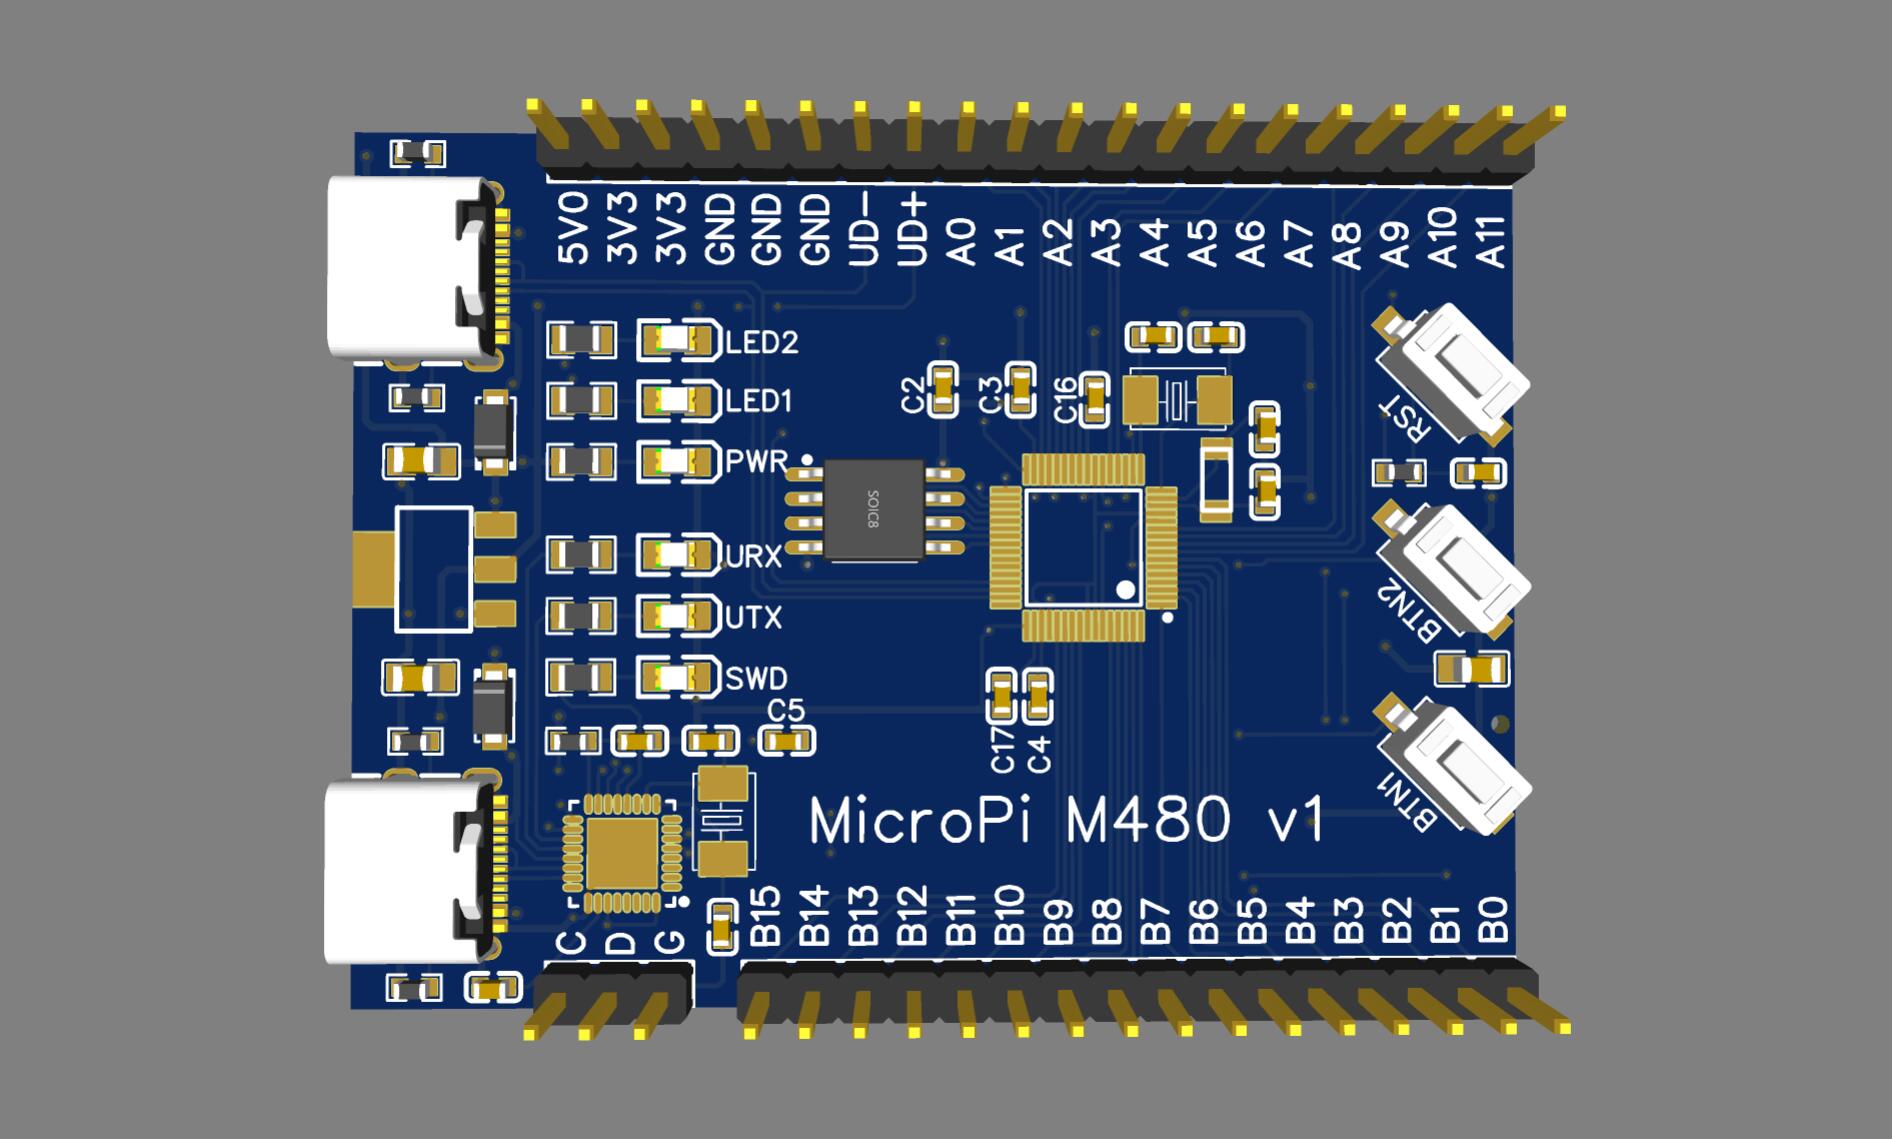 5V0 3V3 3V3 GND GND GND UD- UD+ A0 A1 A2 A3 A4 A5 A6 A7 A8 A9 A10 A11
LED2
LED1
C2
C3
C16
RST
PWR
SOIC8
URX
UTX
BTN2
SWD
C5
C17
C4
BTN1
MicroPi M480 v1
C D G
B15 B14 B13 B12 B11 B10 B9 B8 B7 B6 B5 B4 B3 B2 B1 B0